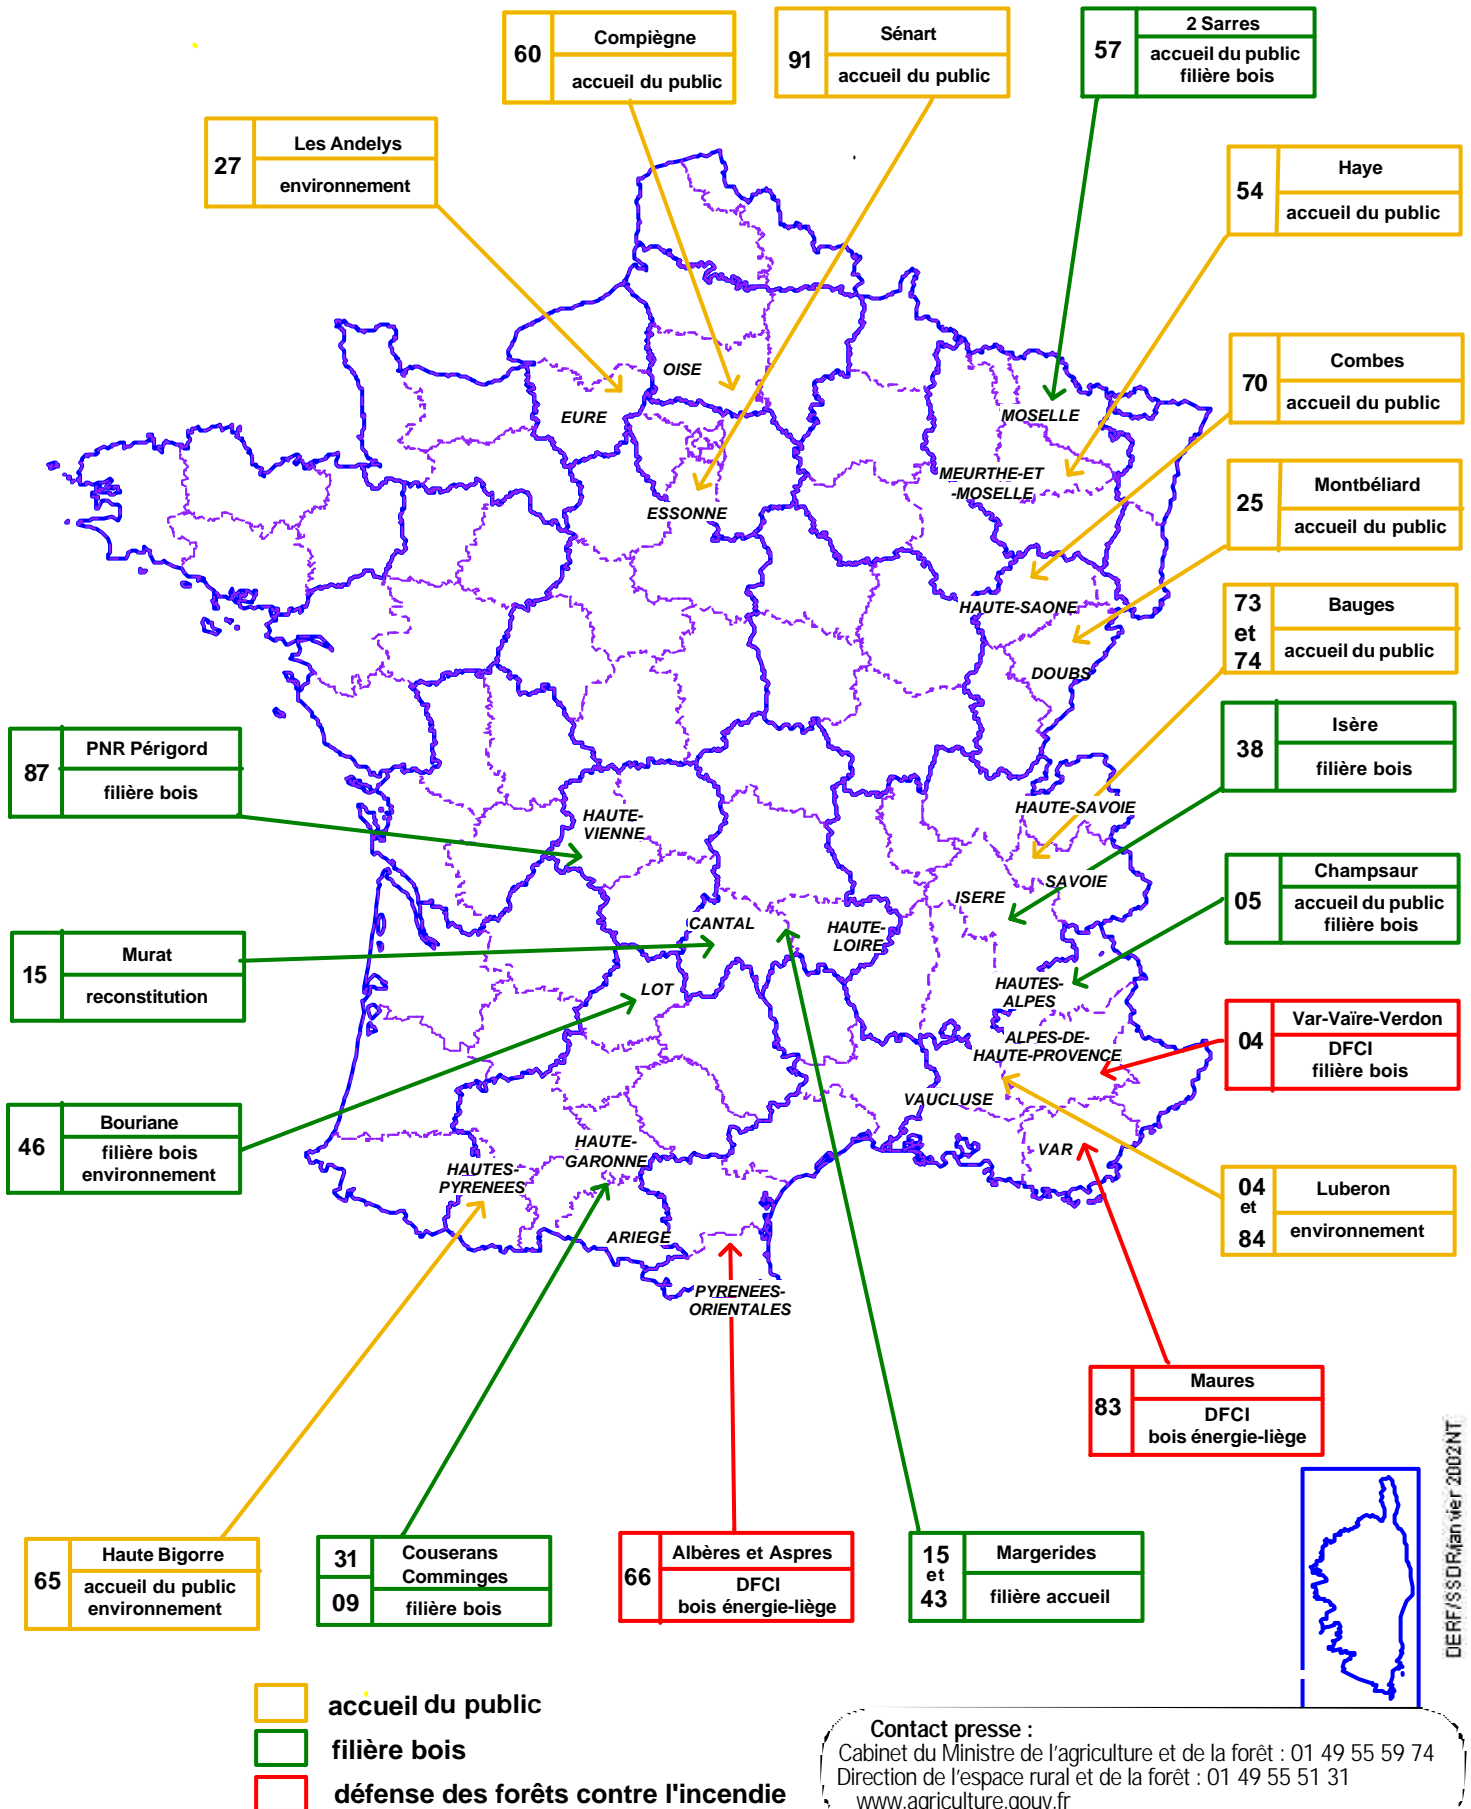 60
Compiègne
accueil du public
91
Sénart
accueil du public
57
2 Sarres
accueil du public
filière bois
27
Les Andelys
environnement
54
Haye
accueil du public
70
Combes
accueil du public
25
Montbéliard
accueil du public
73
et
74
Bauges
accueil du public
38
Isère
filière bois
05
Champsaur
accueil du public
filière bois
04
Var-Vaïre-Verdon
DFCI
filière bois
04
et
84
Luberon
environnement
87
PNR Périgord
filière bois
15
Murat
reconstitution
46
Bouriane
filière bois
environnement
OISE
EURE
MOSELLE
MEURTHE-ET
-MOSELLE
ESSONNE
HAUTE-SAONE
DOUBS
HAUTE-SAVOIE
HAUTE-
VIENNE
SAVOIE
ISERE
CANTAL
HAUTE-
LOIRE
LOT
HAUTES-
ALPES
ALPES-DE-
HAUTE-PROVENCE
VAUCLUSE
VAR
HAUTE-
GARONNE
HAUTES-
PYRENEES
ARIEGE
PYRENEES-
ORIENTALES
83
Maures
DFCI
bois énergie-liège
65
Haute Bigorre
accueil du public
environnement
31
09
Couserans
Comminges
filière bois
66
Albères et Aspres
DFCI
bois énergie-liège
15
et
43
Margerides
filière accueil
DERF/SSDR/janvier 2002NT
accueil du public
filière bois
défense des forêts contre l'incendie
Contact presse :
Cabinet du Ministre de l'agriculture et de la forêt : 01 49 55 59 74
Direction de l'espace rural et de la forêt : 01 49 55 51 31
www.agriculture.gouv.fr